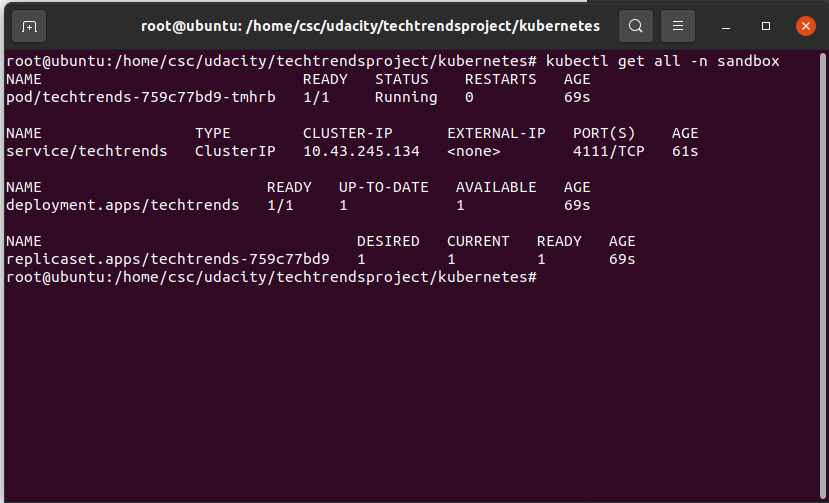 root@ubuntu: /home/csc/udacity/techtrendsproject/kubernetes
root@ubuntu:/home/csc/udacity/techtrendsproject/kubernetes# kubectl get all -n sandbox
NAME                             READY   STATUS    RESTARTS   AGE
pod/techtrends-759c77bd9-tmhrb   1/1     Running   0          69s

NAME                 TYPE        CLUSTER-IP      EXTERNAL-IP   PORT(S)    AGE
service/techtrends   ClusterIP   10.43.245.134   <none>        4111/TCP   61s

NAME                         READY   UP-TO-DATE   AVAILABLE   AGE
deployment.apps/techtrends   1/1     1            1           69s

NAME                                   DESIRED   CURRENT   READY   AGE
replicaset.apps/techtrends-759c77bd9   1         1         1       69s
root@ubuntu:/home/csc/udacity/techtrendsproject/kubernetes#